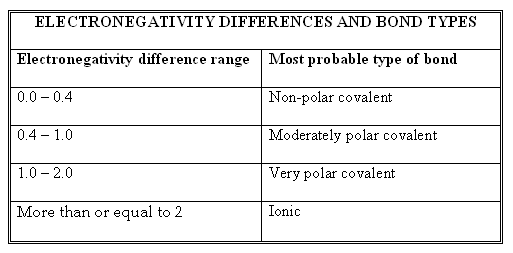 ELECTRONEGATIVITY DIFFERENCES AND BOND TYPES
Electronegativity difference range Most probable type of bond
0.0 – 0.4 Non-polar covalent
0.4 – 1.0 Moderately polar covalent
1.0 – 2.0 Very polar covalent
More than or equal to 2 Ionic